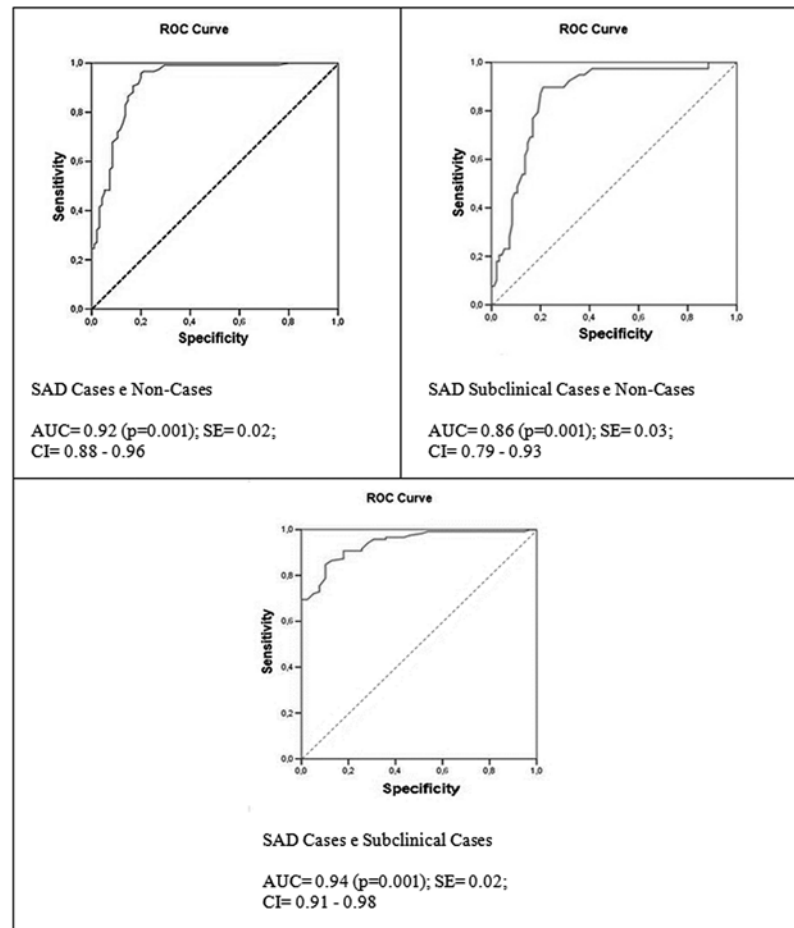 ROC Curve
1,0
0,8
0,6
0,4
0,2
0,0
Sensitivity
0,0 0,2 0,4 0,6 0,8 1,0
Specificity
SAD Cases e Non-Cases
AUC= 0.92 (p=0.001); SE= 0.02;
CI= 0.88 - 0.96
ROC Curve
1,0
0,8
0,6
0,4
0,2
0,0
Sensitivity
0,0 0,2 0,4 0,6 0,8 1,0
Specificity
SAD Subclinical Cases e Non-Cases
AUC= 0.86 (p=0.001); SE= 0.03;
CI= 0.79 - 0.93
ROC Curve
1,0
0,8
0,6
0,4
0,2
0,0
Sensitivity
0,0 0,2 0,4 0,6 0,8 1,0
Specificity
SAD Cases e Subclinical Cases
AUC= 0.94 (p=0.001); SE= 0.02;
CI= 0.91 - 0.98